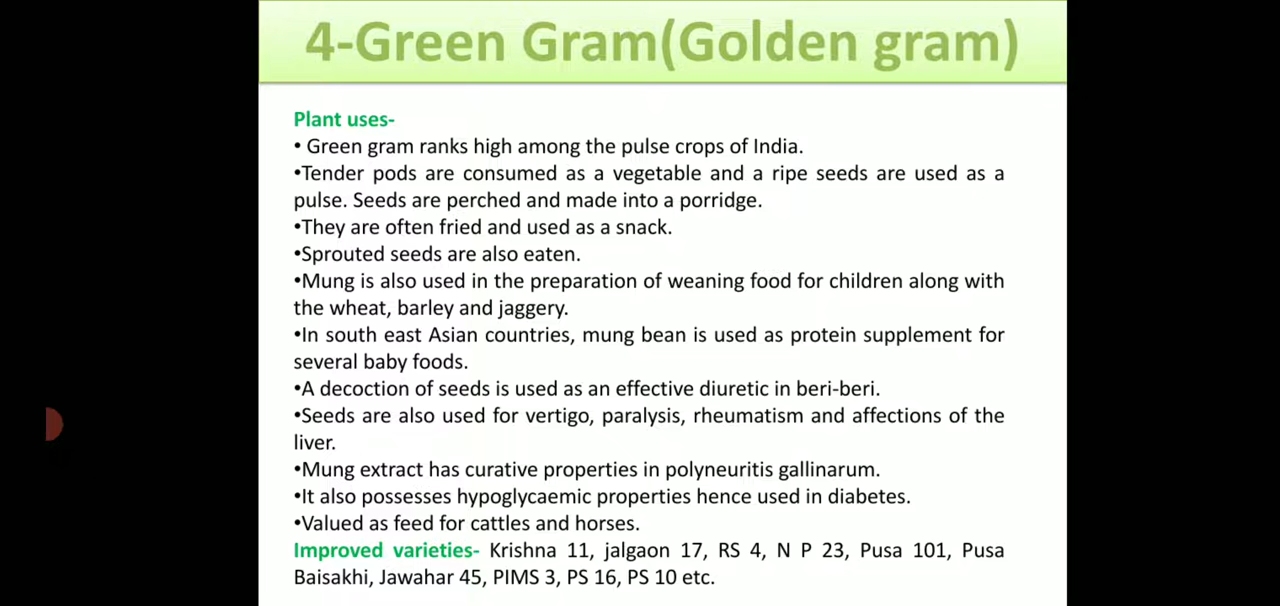 4-Green Gram(Golden gram)
Plant uses-
• Green gram ranks high among the pulse crops of India.
•Tender pods are consumed as a vegetable and a ripe seeds are used as a
pulse. Seeds are perched and made into a porridge.
•They are often fried and used as a snack.
•Sprouted seeds are also eaten.
•Mung is also used in the preparation of weaning food for children along with
the wheat, barley and jaggery.
•In south east Asian countries, mung bean is used as protein supplement for
several baby foods.
•A decoction of seeds is used as an effective diuretic in beri-beri.
•Seeds are also used for vertigo, paralysis, rheumatism and affections of the
liver.
•Mung extract has curative properties in polyneuritis gallinarum.
•It also possesses hypoglycaemic properties hence used in diabetes.
•Valued as feed for cattles and horses.
Improved varieties- Krishna 11, jalgaon 17, RS 4, N P 23, Pusa 101, Pusa
Baisakhi, Jawahar 45, PIMS 3, PS 16, PS 10 etc.